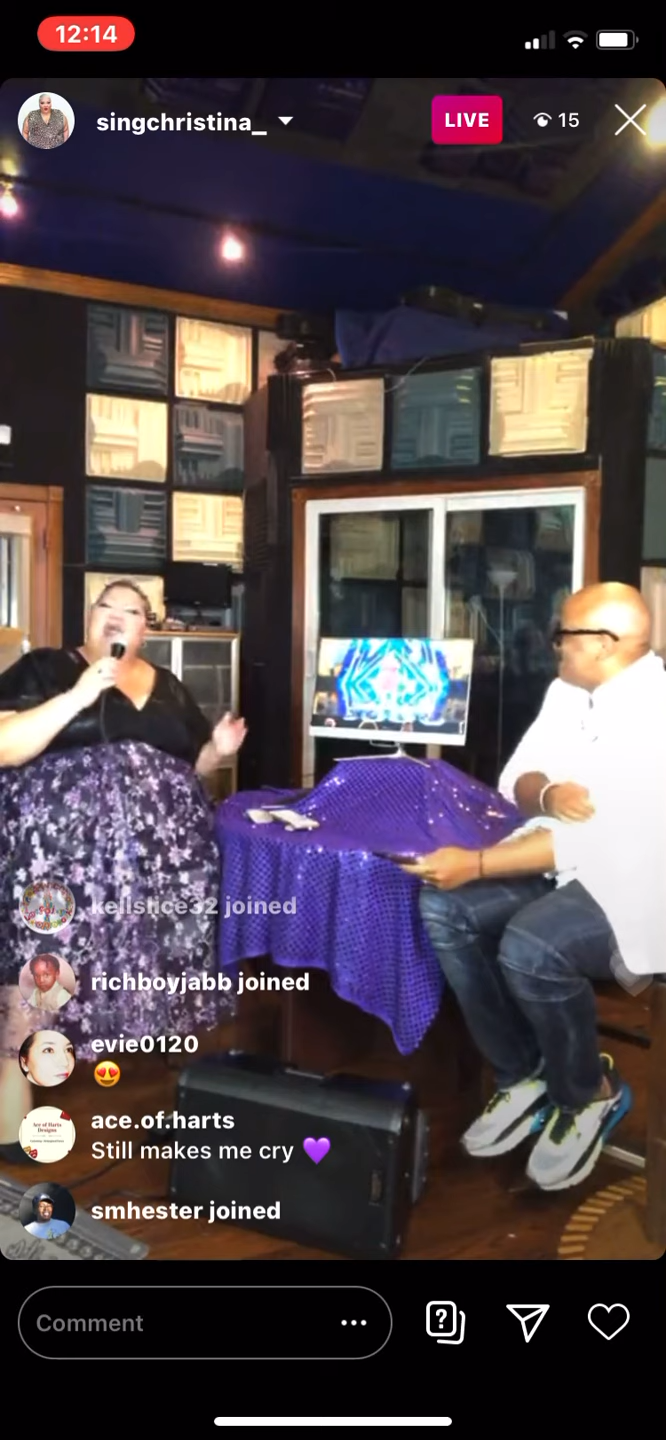 12:14
singchristina_
LIVE
15
kellslice32 joined
richboyjabb joined
evie0120
😍
ace.of.harts
Still makes me cry 💜
smhester joined
Comment